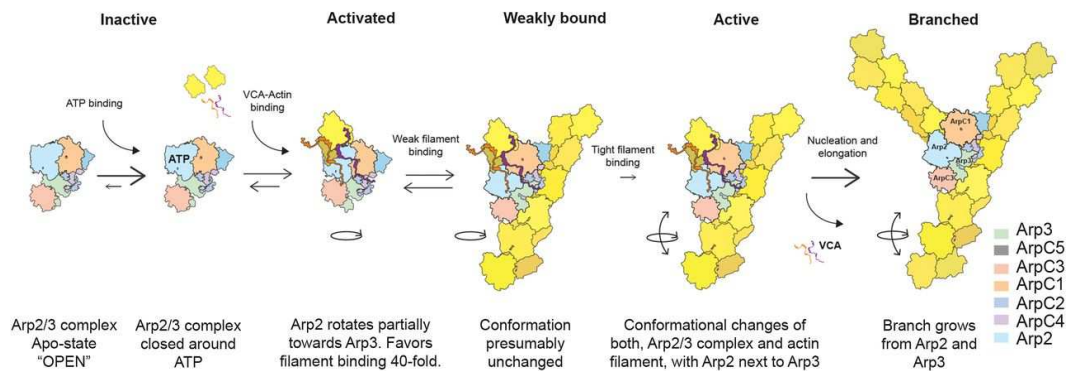 Inactive
Activated
Weakly bound
Active
Branched
ATP binding
VCA-Actin
binding
Weak filament
binding
Tight filament
binding
Nucleation and
elongation
ATP
VCA
ArpC1
Arp2
Arp3
ArpC3
Arp3
ArpC5
ArpC3
ArpC1
ArpC2
ArpC4
Arp2
Arp2/3 complex
Apo-state
“OPEN”
Arp2/3 complex
closed around
ATP
Arp2 rotates partially
towards Arp3. Favors
filament binding 40-fold.
Conformation
presumably
unchanged
Conformational changes of
both, Arp2/3 complex and actin
filament, with Arp2 next to Arp3
Branch grows
from Arp2 and
Arp3